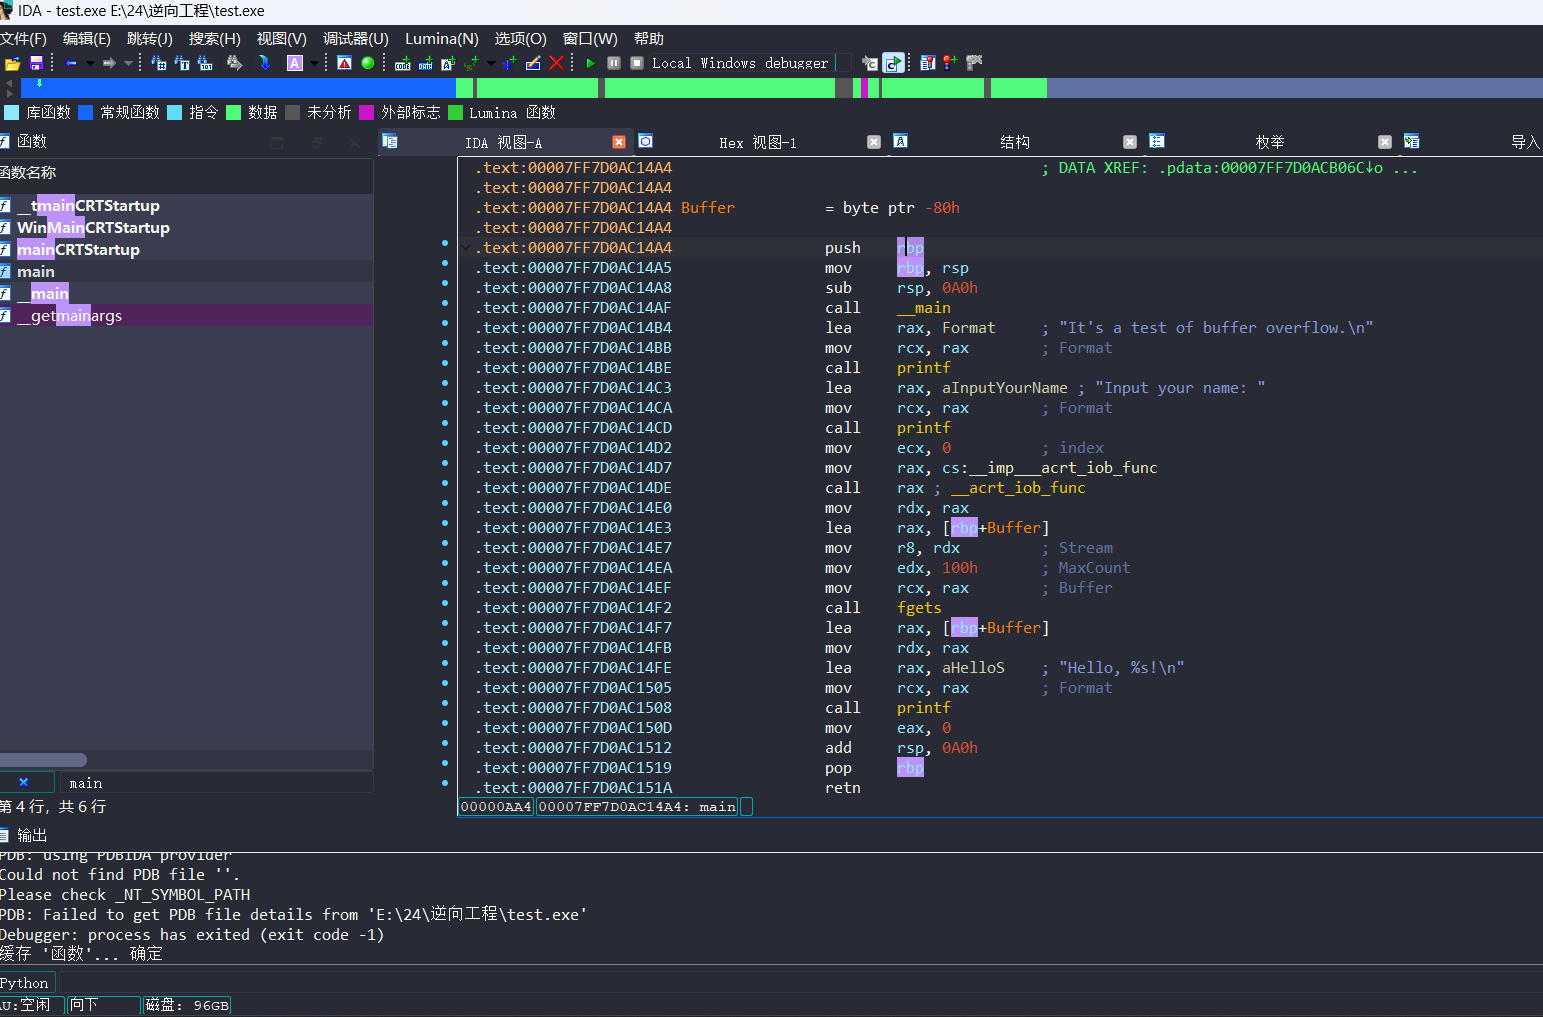 IDA - test.exe E:\24\逆向工程\test.exe
文件(F) 编辑(E) 跳转(J) 搜索(H) 视图(V) 调试器(U) Lumina(N) 选项(O) 窗口(W) 帮助
Local Windows debugger
库函数 常规函数 指令 数据 未分析 外部标志 Lumina 函数
函数 IDA 视图-A Hex 视图-1 结构 枚举 导入
函数名称
__tmainCRTStartup
WinMainCRTStartup
mainCRTStartup
main
__main
__getmainargs
main
第 4 行, 共 6 行
.text:00007FF7D0AC14A4 ; DATA XREF: .pdata:00007FF7D0ACB06C↓o ...
.text:00007FF7D0AC14A4
.text:00007FF7D0AC14A4 Buffer = byte ptr -80h
.text:00007FF7D0AC14A4
.text:00007FF7D0AC14A4 push rbp
.text:00007FF7D0AC14A5 mov rbp, rsp
.text:00007FF7D0AC14A8 sub rsp, 0A0h
.text:00007FF7D0AC14AF call __main
.text:00007FF7D0AC14B4 lea rax, Format ; "It's a test of buffer overflow.\n"
.text:00007FF7D0AC14BB mov rcx, rax ; Format
.text:00007FF7D0AC14BE call printf
.text:00007FF7D0AC14C3 lea rax, aInputYourName ; "Input your name: "
.text:00007FF7D0AC14CA mov rcx, rax ; Format
.text:00007FF7D0AC14CD call printf
.text:00007FF7D0AC14D2 mov ecx, 0 ; index
.text:00007FF7D0AC14D7 mov rax, cs:__imp___acrt_iob_func
.text:00007FF7D0AC14DE call rax ; __acrt_iob_func
.text:00007FF7D0AC14E0 mov rdx, rax
.text:00007FF7D0AC14E3 lea rax, [rbp+Buffer]
.text:00007FF7D0AC14E7 mov r8, rdx ; Stream
.text:00007FF7D0AC14EA mov edx, 100h ; MaxCount
.text:00007FF7D0AC14EF mov rcx, rax ; Buffer
.text:00007FF7D0AC14F2 call fgets
.text:00007FF7D0AC14F7 lea rax, [rbp+Buffer]
.text:00007FF7D0AC14FB mov rdx, rax
.text:00007FF7D0AC14FE lea rax, aHelloS ; "Hello, %s!\n"
.text:00007FF7D0AC1505 mov rcx, rax ; Format
.text:00007FF7D0AC1508 call printf
.text:00007FF7D0AC150D mov eax, 0
.text:00007FF7D0AC1512 add rsp, 0A0h
.text:00007FF7D0AC1519 pop rbp
.text:00007FF7D0AC151A retn
00000AA4 00007FF7D0AC14A4: main
输出
PDB: using PDBIDA provider
Could not find PDB file ''.
Please check _NT_SYMBOL_PATH
PDB: Failed to get PDB file details from 'E:\24\逆向工程\test.exe'
Debugger: process has exited (exit code -1)
缓存 '函数'... 确定
Python
AU:空闲 向下 磁盘: 96GB